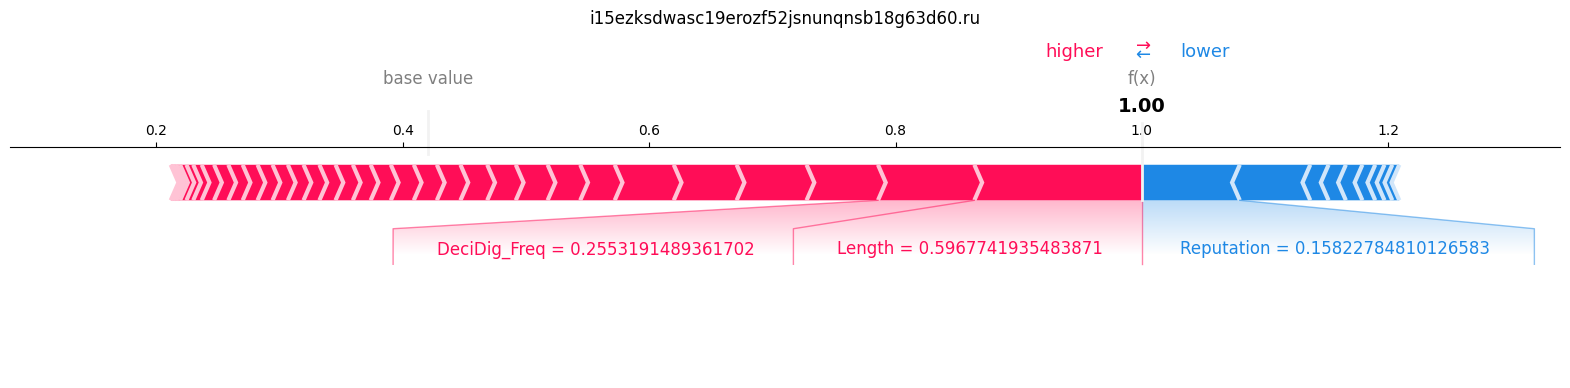 i15ezksdwasc19erozf52jsnunqnsb18g63d60.ru
higher ⇄ lower
base value f(x)
1.00
0.2 0.4 0.6 0.8 1.0 1.2
DeciDig_Freq = 0.2553191489361702 Length = 0.5967741935483871 Reputation = 0.15822784810126583